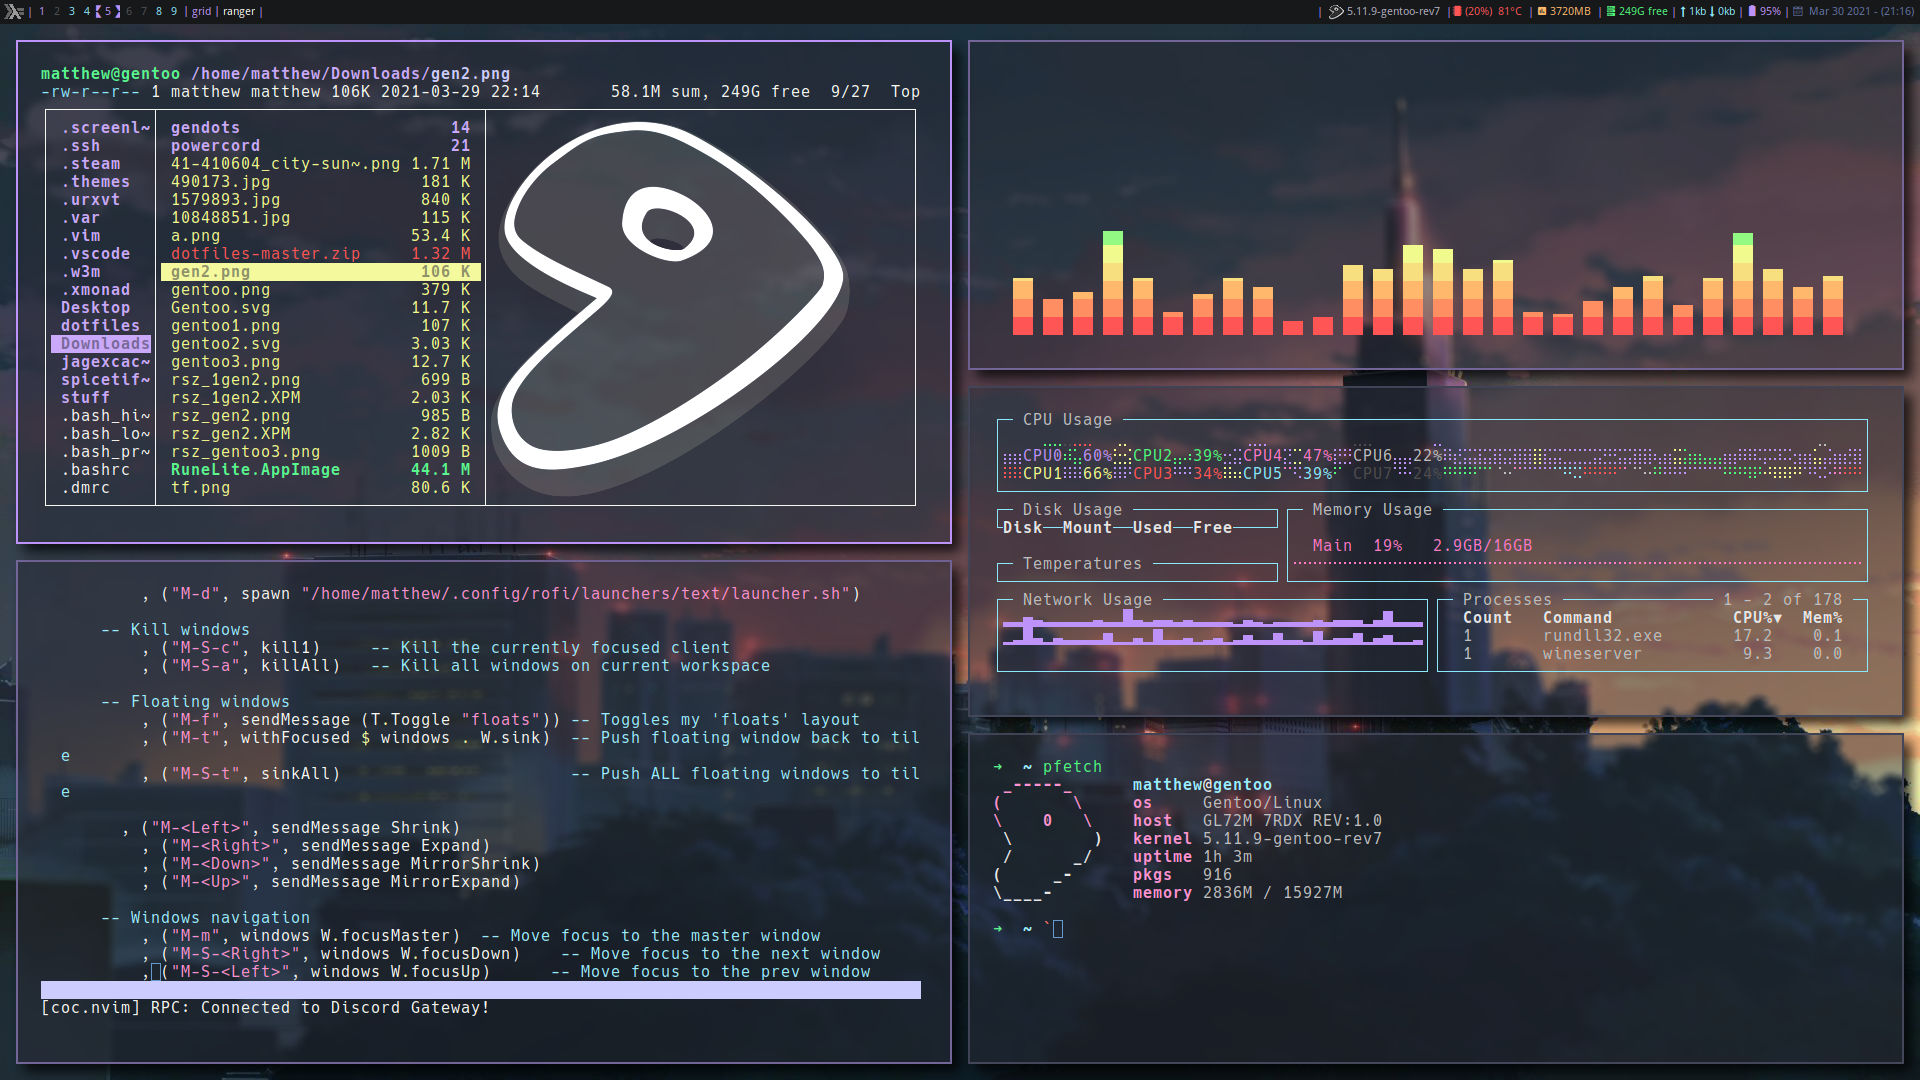 1 2 3 4 5 6 7 8 9 | grid | ranger |
| 5.11.9-gentoo-rev7 | (20%) 81°C | 3720MB | 249G free | 1kb 0kb | 95% | Mar 30 2021 - (21:16)
matthew@gentoo /home/matthew/Downloads/gen2.png
-rw-r--r-- 1 matthew matthew 106K 2021-03-29 22:14 58.1M sum, 249G free 9/27 Top
.screenl~ gendots 14
.ssh powercord 21
.steam 41-410604_city-sun~.png 1.71 M
.themes 490173.jpg 181 K
.urxvt 1579893.jpg 840 K
.var 10848851.jpg 115 K
.vim a.png 53.4 K
.vscode dotfiles-master.zip 1.32 M
.w3m gen2.png 106 K
.xmonad gentoo.png 379 K
Desktop Gentoo.svg 11.7 K
dotfiles gentoo1.png 107 K
Downloads gentoo2.svg 3.03 K
jagexcac~ gentoo3.png 12.7 K
spicetif~ rsz_1gen2.png 699 B
stuff rsz_1gen2.XPM 2.03 K
.bash_hi~ rsz_gen2.png 985 B
.bash_lo~ rsz_gen2.XPM 2.82 K
.bash_pr~ rsz_gentoo3.png 1009 B
.bashrc RuneLite.AppImage 44.1 M
.dmrc tf.png 80.6 K
, ("M-d", spawn "/home/matthew/.config/rofi/launchers/text/launcher.sh")
-- Kill windows
, ("M-S-c", kill1) -- Kill the currently focused client
, ("M-S-a", killAll) -- Kill all windows on current workspace
-- Floating windows
, ("M-f", sendMessage (T.Toggle "floats")) -- Toggles my 'floats' layout
, ("M-t", withFocused $ windows . W.sink) -- Push floating window back to til
e
, ("M-S-t", sinkAll) -- Push ALL floating windows to til
e
, ("M-<Left>", sendMessage Shrink)
, ("M-<Right>", sendMessage Expand)
, ("M-<Down>", sendMessage MirrorShrink)
, ("M-<Up>", sendMessage MirrorExpand)
-- Windows navigation
, ("M-m", windows W.focusMaster) -- Move focus to the master window
, ("M-S-<Right>", windows W.focusDown) -- Move focus to the next window
, ("M-S-<Left>", windows W.focusUp) -- Move focus to the prev window
[coc.nvim] RPC: Connected to Discord Gateway!
CPU Usage
CPU0 60% CPU2 39% CPU4 47% CPU6 22%
CPU1 66% CPU3 34% CPU5 39% CPU7 24%
Disk Usage
Disk Mount Used Free
Temperatures
Memory Usage
Main 19% 2.9GB/16GB
Network Usage
Processes 1 - 2 of 178
Count Command CPU%▼ Mem%
1 rundll32.exe 17.2 0.1
1 wineserver 9.3 0.0
→ ~ pfetch
matthew@gentoo
os Gentoo/Linux
host GL72M 7RDX REV:1.0
kernel 5.11.9-gentoo-rev7
uptime 1h 3m
pkgs 916
memory 2836M / 15927M
→ ~ `